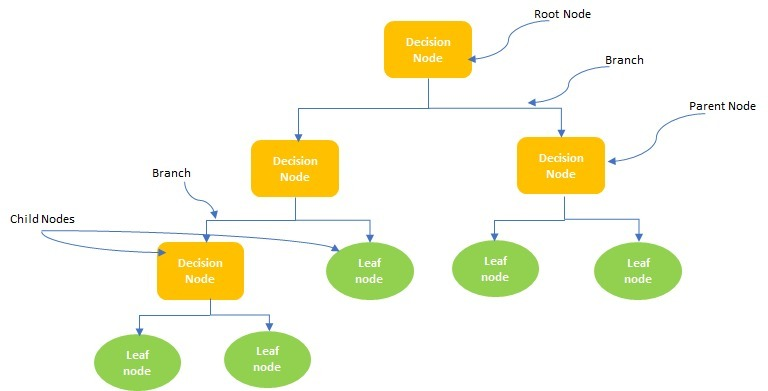 Root Node
Decision
Node
Branch
Parent Node
Decision
Node
Decision
Node
Branch
Child Nodes
Decision
Node
Leaf
node
Leaf
node
Leaf
node
Leaf
node
Leaf
node